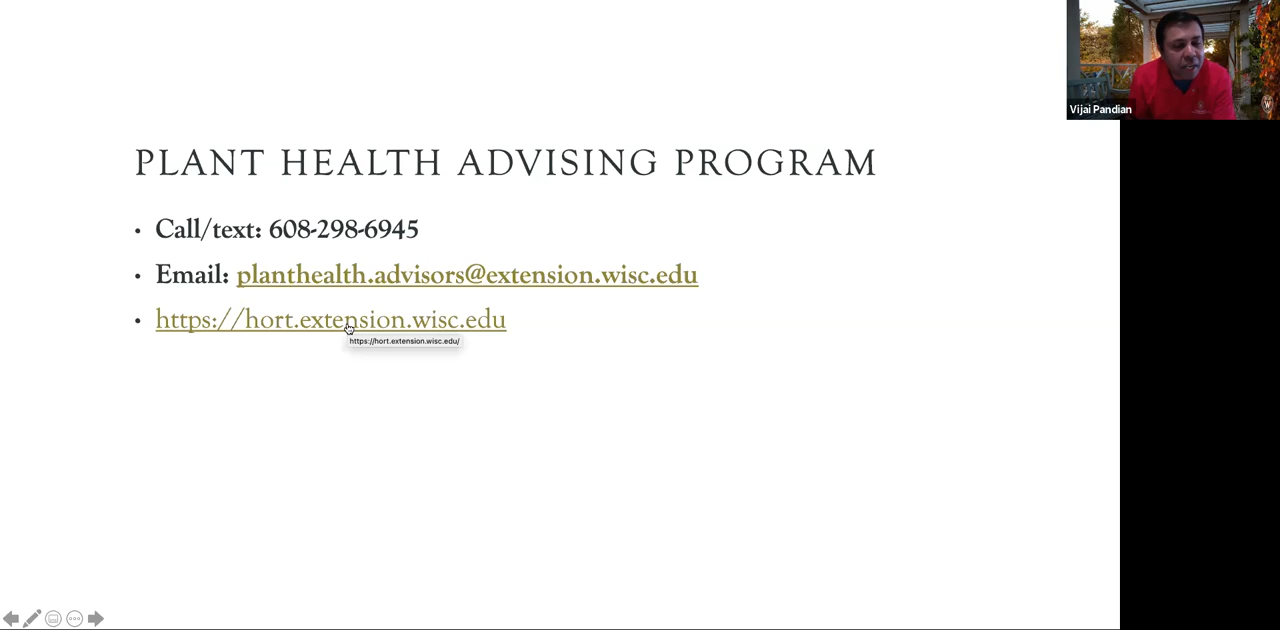 Vijai Pandian
PLANT HEALTH ADVISING PROGRAM
• Call/text: 608-298-6945
• Email: planthealth.advisors@extension.wisc.edu
• https://hort.extension.wisc.edu
https://hort.extension.wisc.edu/